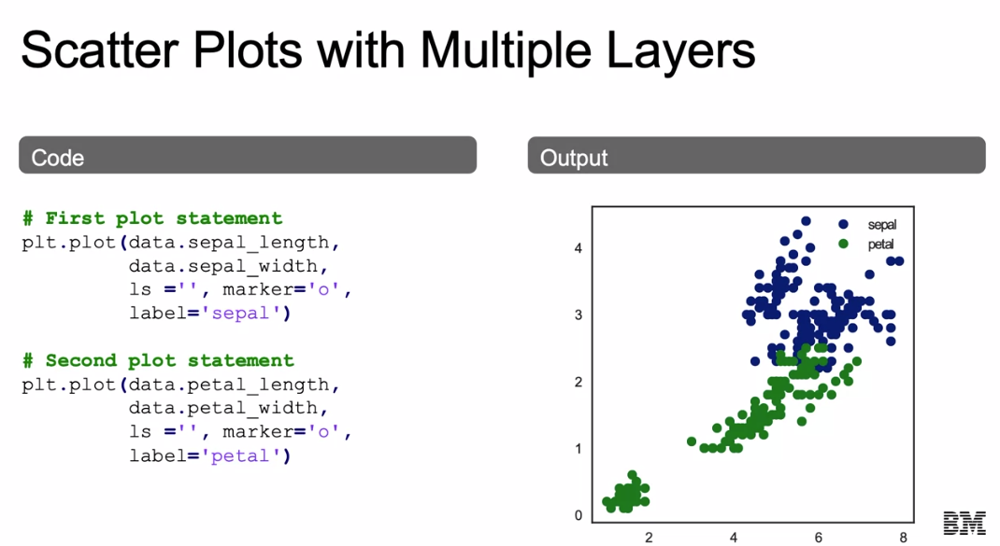 Scatter Plots with Multiple Layers
Code
# First plot statement
plt.plot(data.sepal_length,
data.sepal_width,
ls ='', marker='o',
label='sepal')
# Second plot statement
plt.plot(data.petal_length,
data.petal_width,
ls ='', marker='o',
label='petal')
Output
sepal
petal
4
3
2
1
0
2 4 6 8
BM